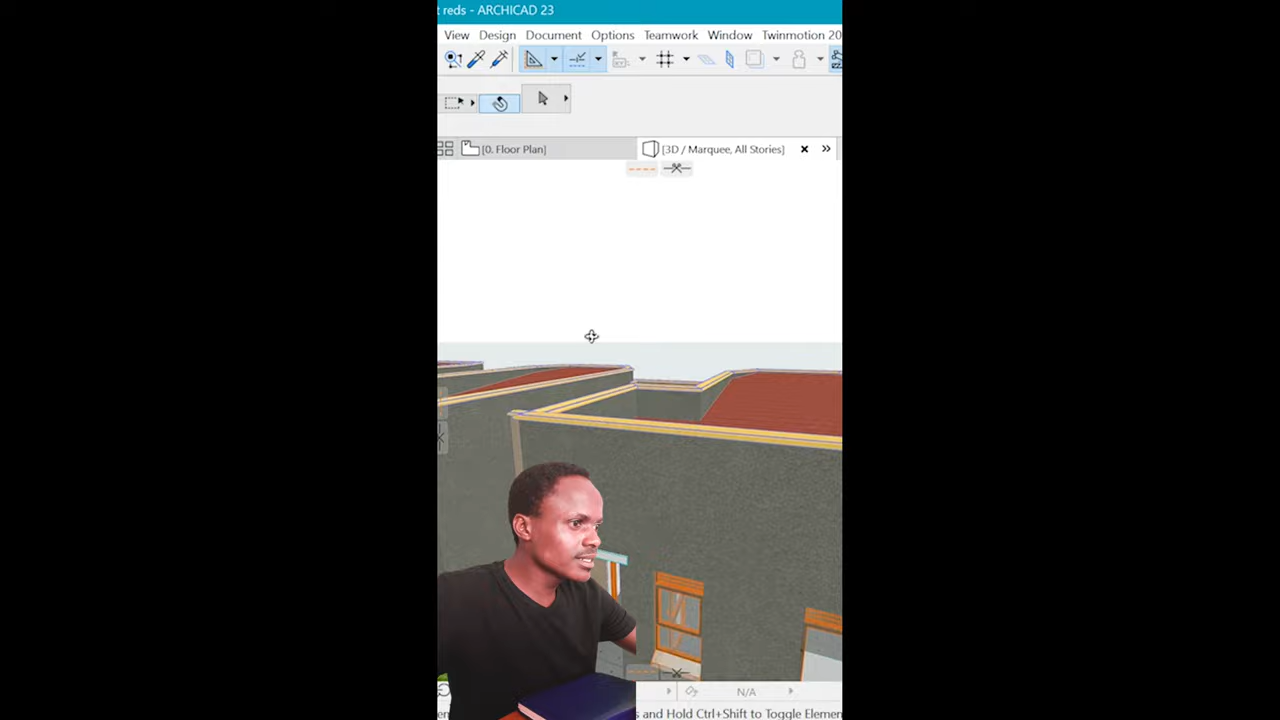 t reds - ARCHICAD 23
View Design Document Options Teamwork Window Twinmotion 20
[0. Floor Plan] [3D / Marquee, All Stories]
N/A
s and Hold Ctrl+Shift to Toggle Elemen